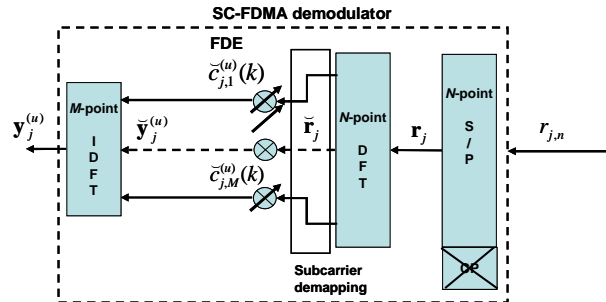 SC-FDMA demodulator
FDE
c̆_{j,1}^{(u)}(k)
M-point
I
D
F
T
y_j^{(u)}
y̆_j^{(u)}
c̆_{j,M}^{(u)}(k)
r̆_j
Subcarrier
demapping
N-point
D
F
T
r_j
N-point
S
/
P
CP
r_{j,n}